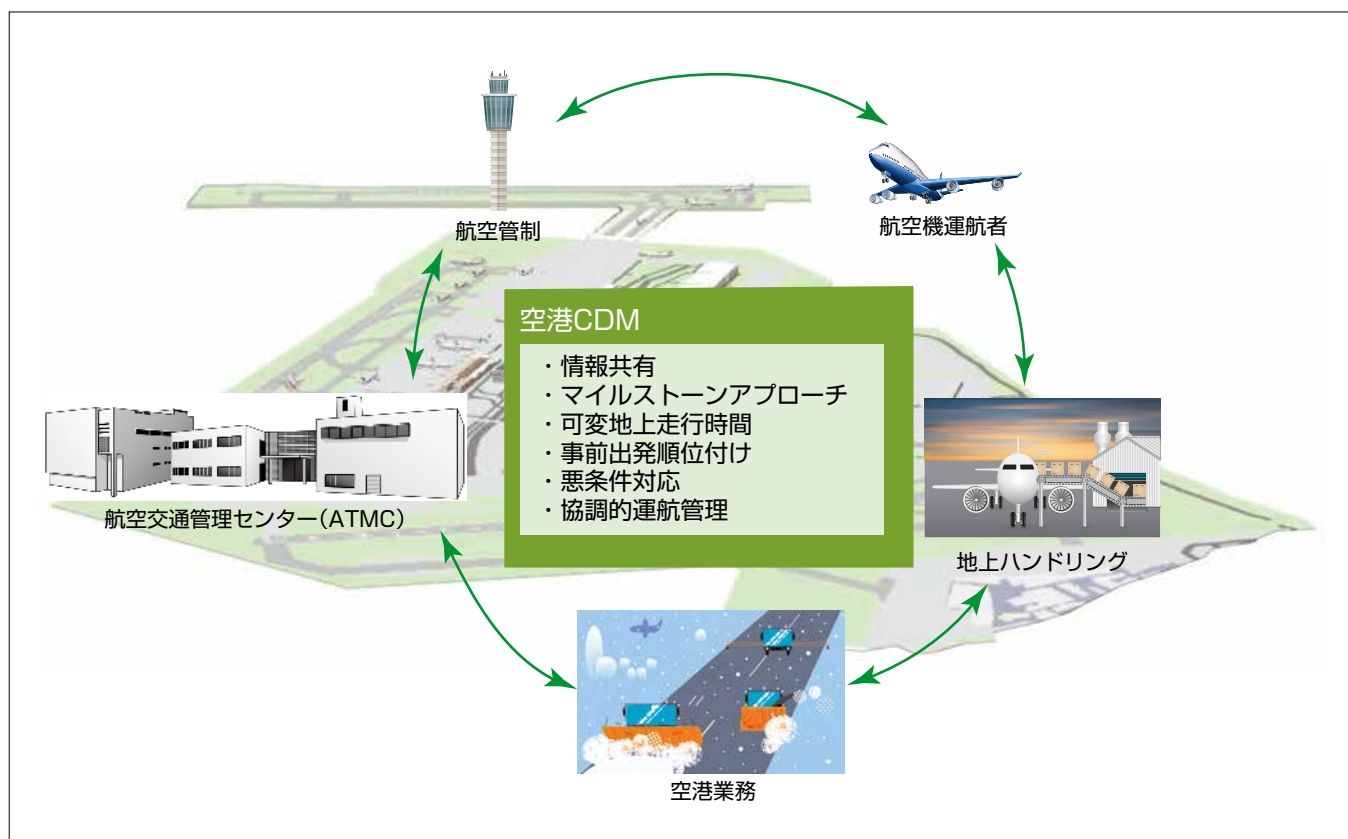 航空管制
航空機運航者
空港CDM
・情報共有
・マイルストーンアプローチ
・可変地上走行時間
・事前出発順位付け
・悪条件対応
・協調的運航管理
航空交通管理センター(ATMC)
地上ハンドリング
空港業務